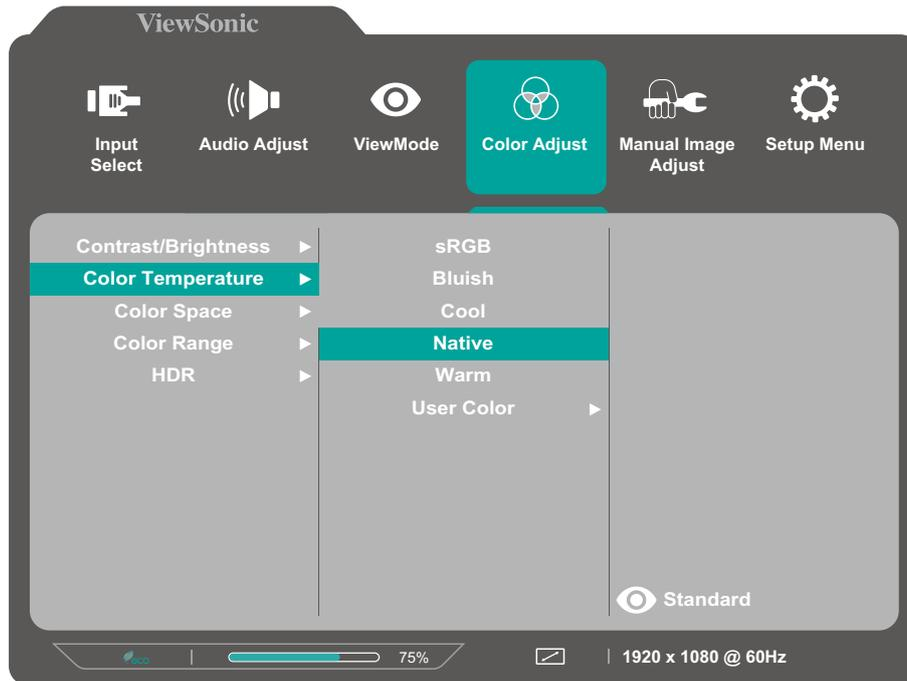 ViewSonic
Input Select
Audio Adjust
ViewMode
Color Adjust
Manual Image Adjust
Setup Menu
Contrast/Brightness
Color Temperature
Color Space
Color Range
HDR
sRGB
Bluish
Cool
Native
Warm
User Color
Standard
eco
75%
1920 x 1080 @ 60Hz